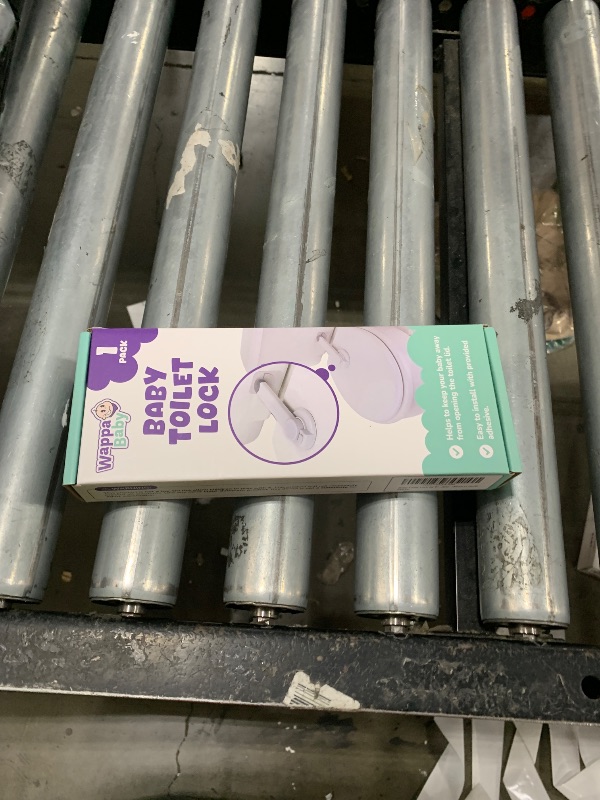 1
PACK
Wappa
Baby
BABY
TOILET
LOCK
Helps to keep your baby away
from opening the toilet lid.
Easy to install with provided
adhesive.